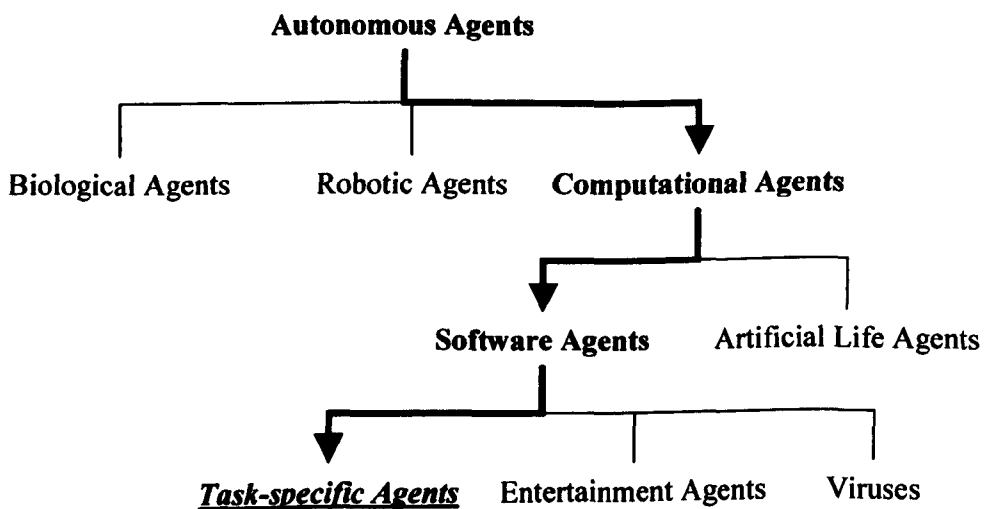 Autonomous Agents
Biological Agents Robotic Agents Computational Agents
Software Agents Artificial Life Agents
Task-specific Agents Entertainment Agents Viruses